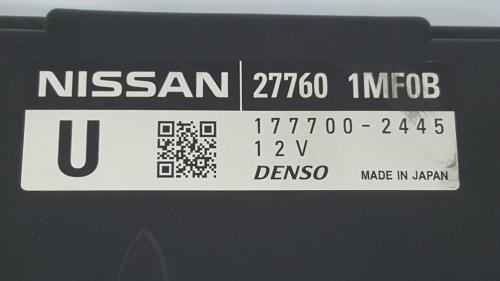 NISSAN 27760 1MF0B
U 177700-2445
12V
DENSO MADE IN JAPAN